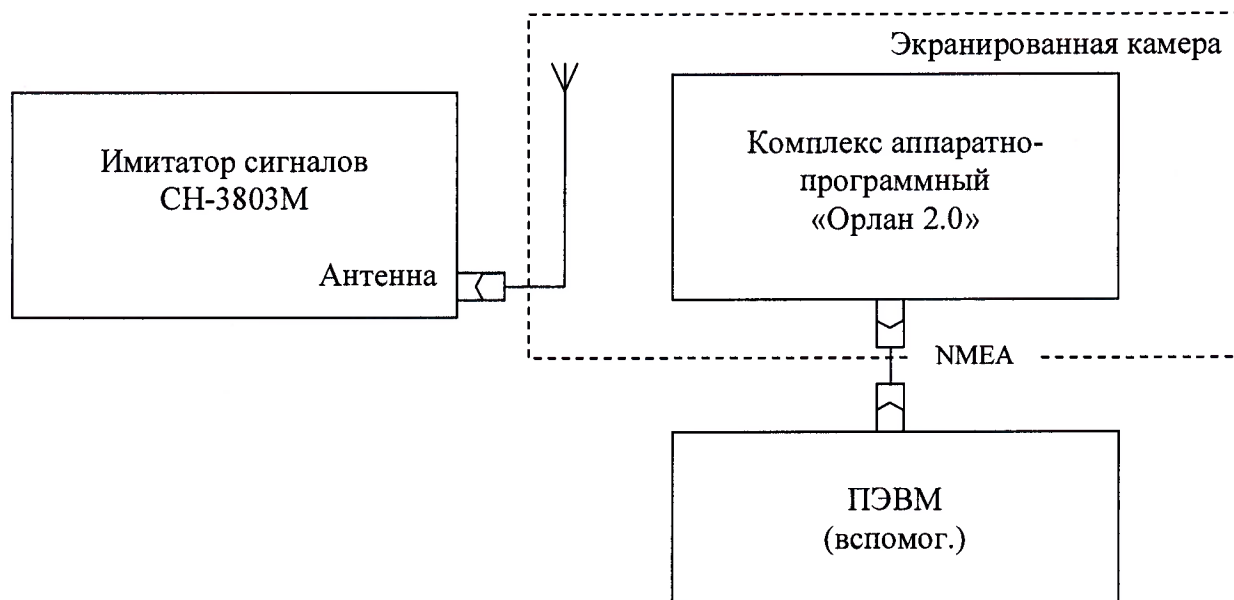 Экранированная камера
Имитатор сигналов
СН-3803М
Антенна
Комплекс аппаратно-
программный
«Орлан 2.0»
NMEA
ПЭВМ
(вспомог.)